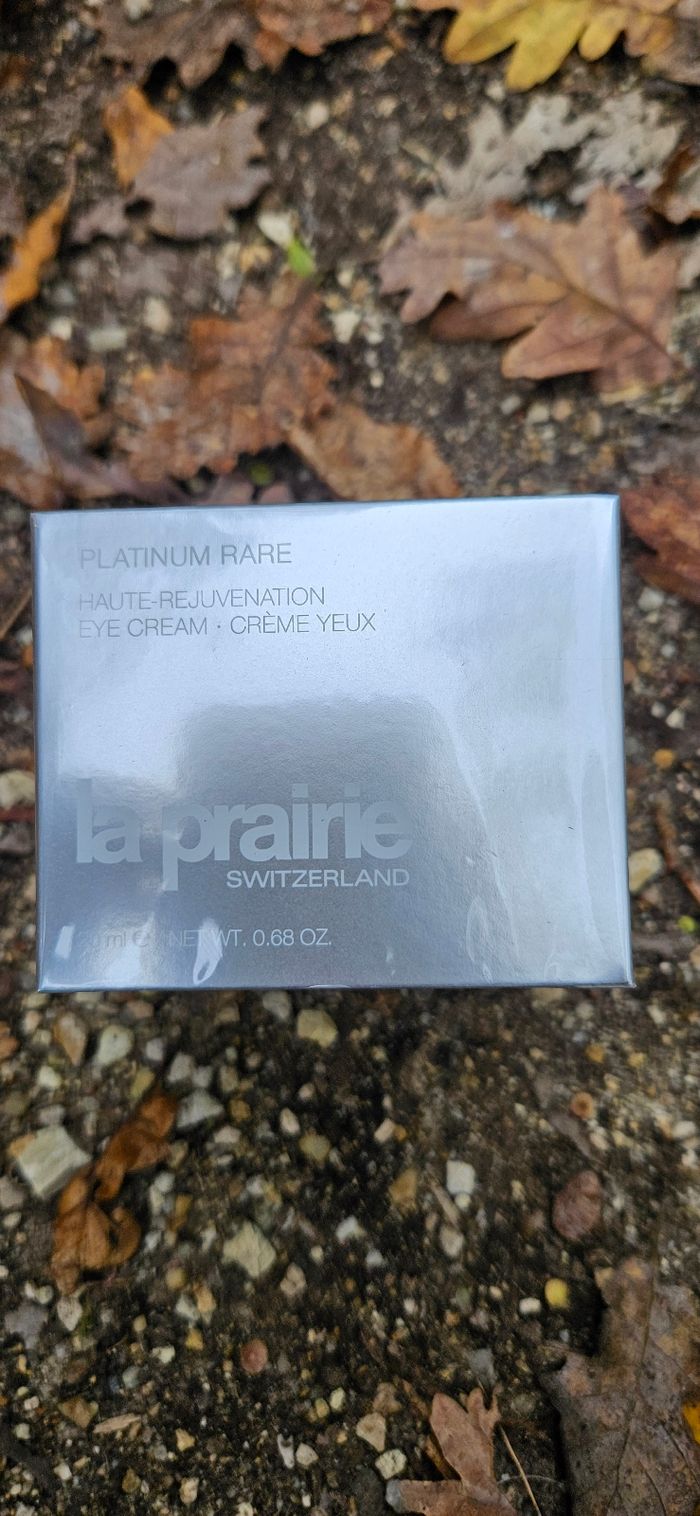 PLATINUM RARE
HAUTE-REJUVENATION
EYE CREAM · CRÈME YEUX
la prairie
SWITZERLAND
ml ℮ NET WT. 0.68 OZ.